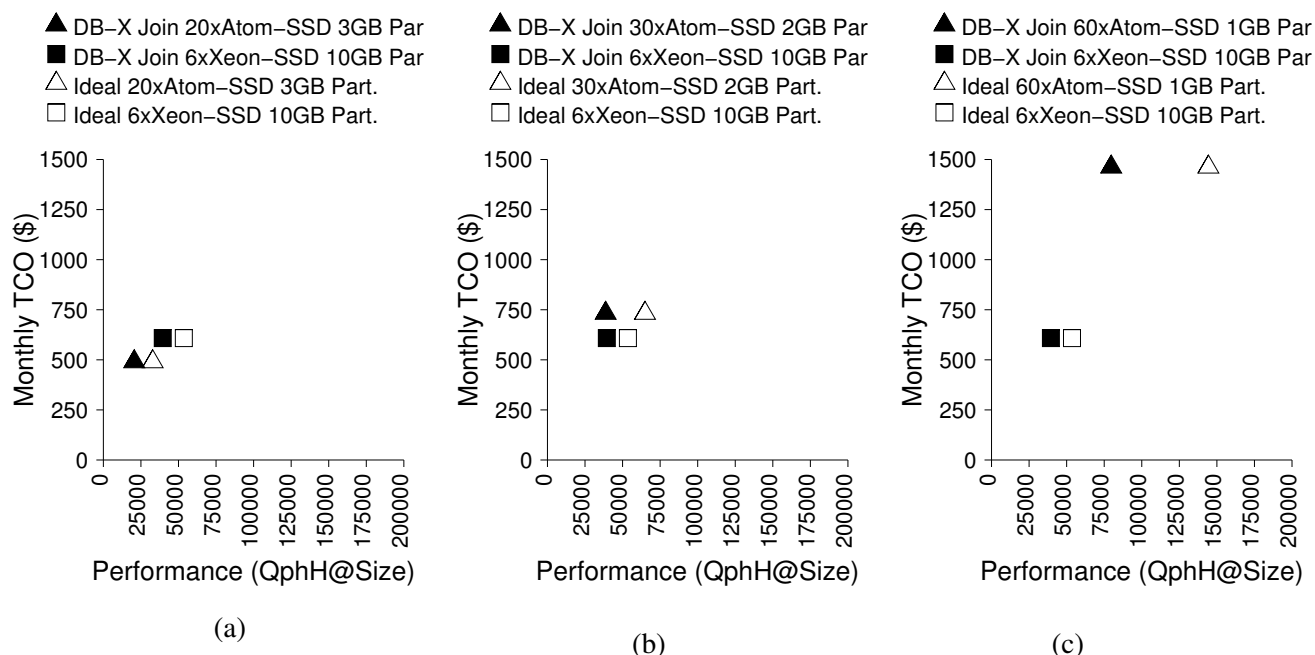 DB−X Join 20xAtom−SSD 3GB Par
DB−X Join 6xXeon−SSD 10GB Par
Ideal 20xAtom−SSD 3GB Part.
Ideal 6xXeon−SSD 10GB Part.
Monthly TCO ($)
1500
1250
1000
750
500
250
0
0
25000
50000
75000
100000
125000
150000
175000
200000
Performance (QphH@Size)
(a)
DB−X Join 30xAtom−SSD 2GB Par
DB−X Join 6xXeon−SSD 10GB Par
Ideal 30xAtom−SSD 2GB Part.
Ideal 6xXeon−SSD 10GB Part.
Monthly TCO ($)
1500
1250
1000
750
500
250
0
0
25000
50000
75000
100000
125000
150000
175000
200000
Performance (QphH@Size)
(b)
DB−X Join 60xAtom−SSD 1GB Par
DB−X Join 6xXeon−SSD 10GB Par
Ideal 60xAtom−SSD 1GB Part.
Ideal 6xXeon−SSD 10GB Part.
Monthly TCO ($)
1500
1250
1000
750
500
250
0
0
25000
50000
75000
100000
125000
150000
175000
200000
Performance (QphH@Size)
(c)